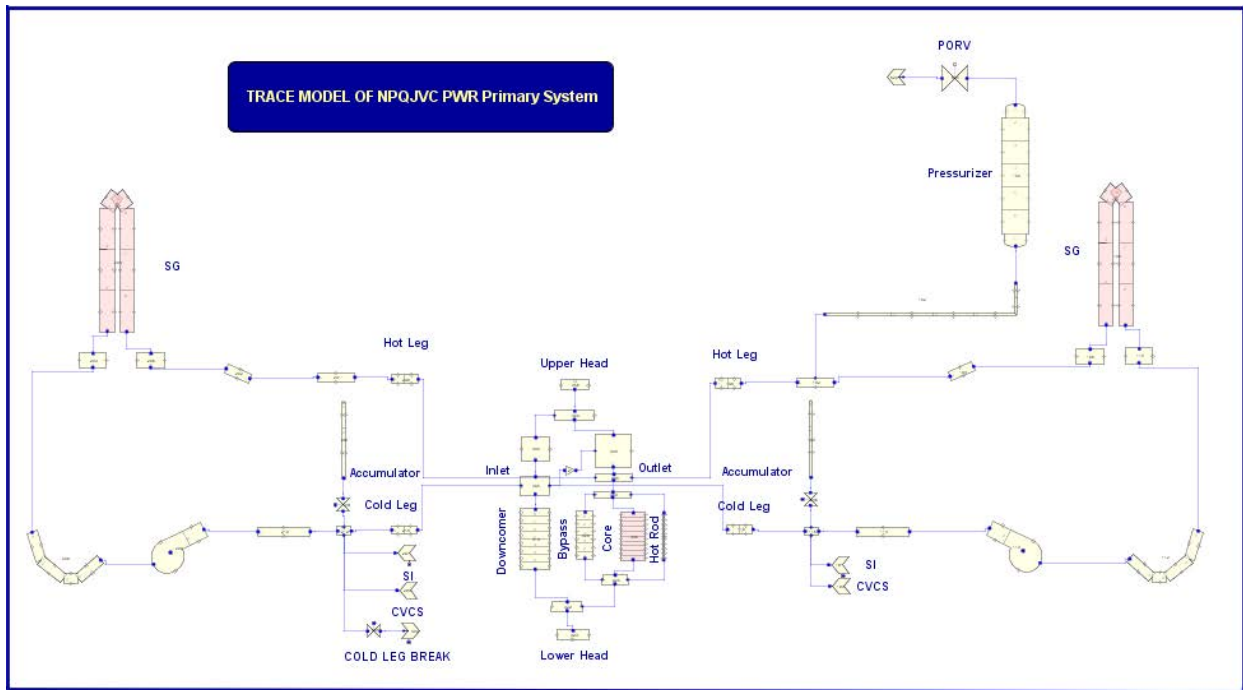 PORV
TRACE MODEL OF NPQJVC PWR Primary System
Pressurizer
SG
SG
Hot Leg
Hot Leg
Upper Head
Accumulator
Inlet
Outlet
Accumulator
Cold Leg
Cold Leg
Downcomer
Bypass
Core
Hot Rod
SI
SI
CVCS
CVCS
COLD LEG BREAK
Lower Head